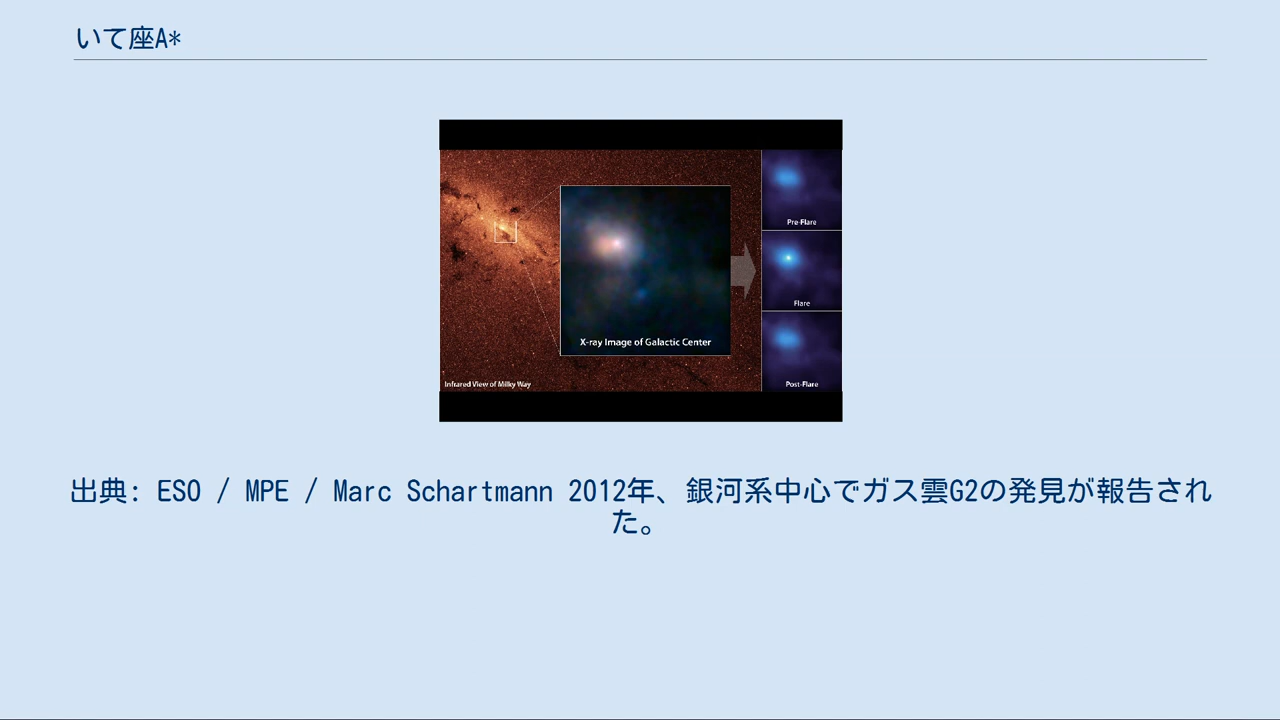 いて座A*
Pre-Flare
Flare
X-ray Image of Galactic Center
Infrared View of Milky Way
Post-Flare
出典: ESO / MPE / Marc Schartmann 2012年、銀河系中心でガス雲G2の発見が報告され
た。